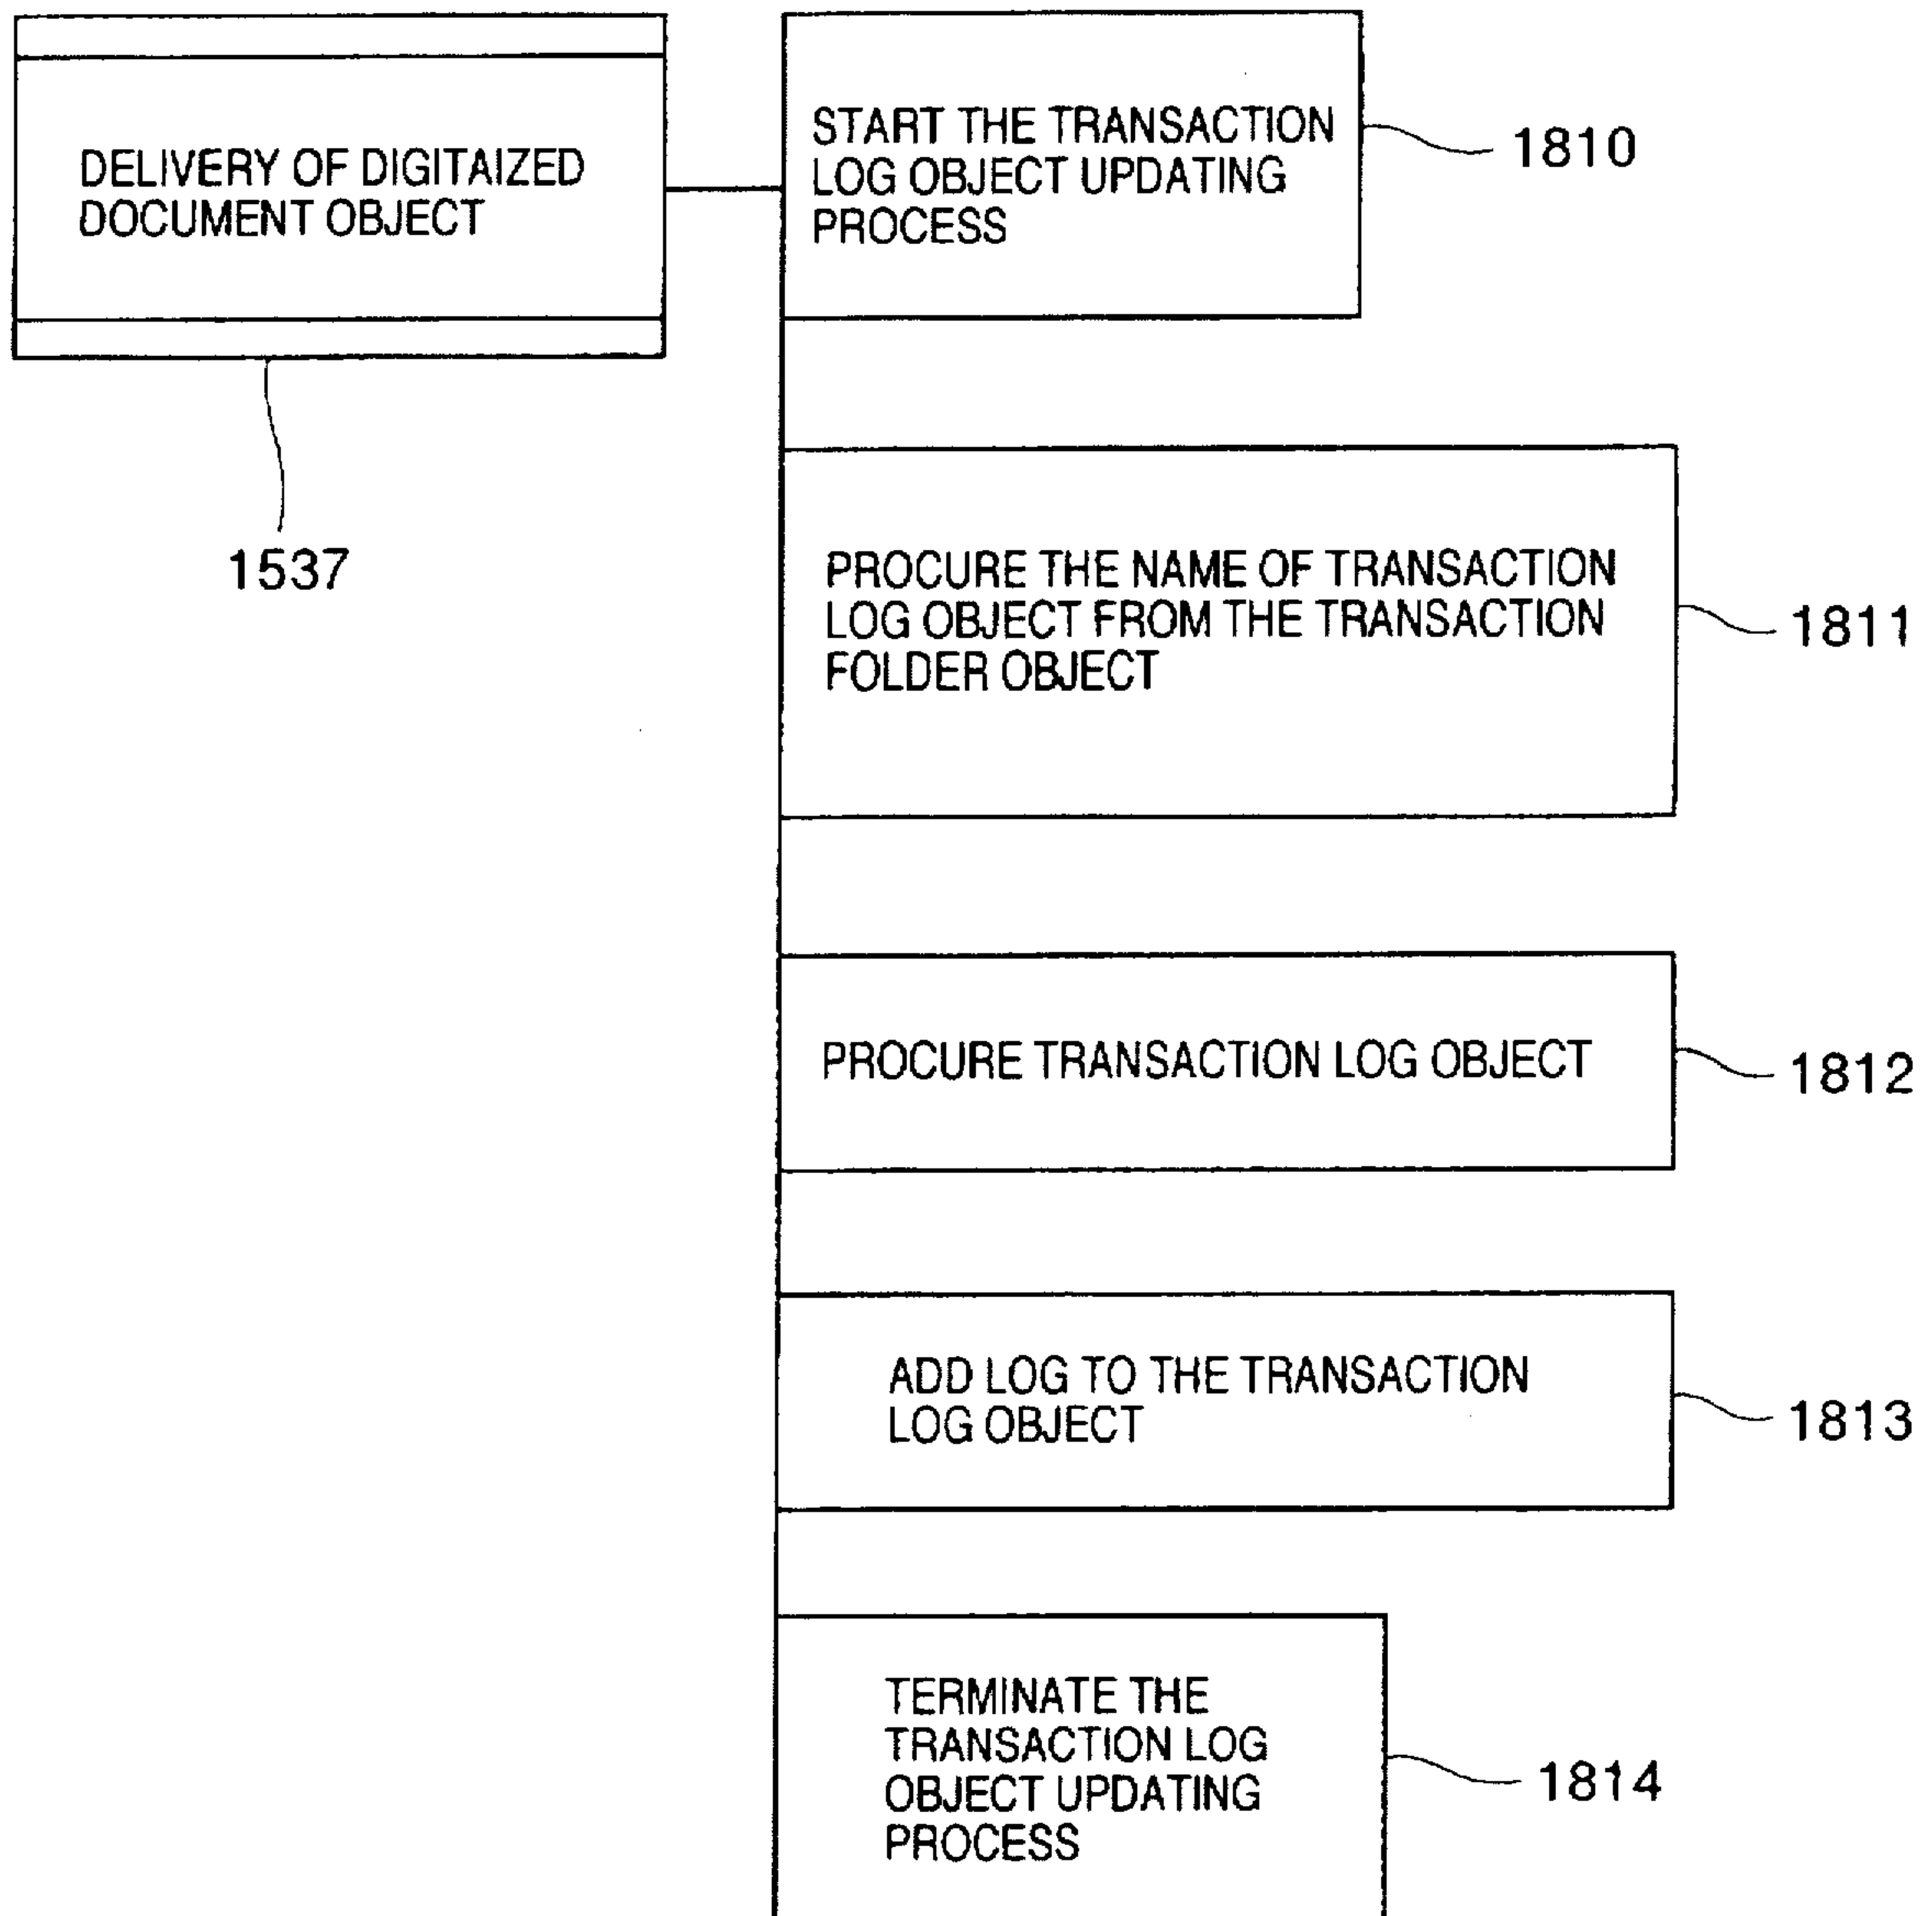 DELIVERY OF DIGITAIZED
DOCUMENT OBJECT
1537
START THE TRANSACTION
LOG OBJECT UPDATING
PROCESS
1810
PROCURE THE NAME OF TRANSACTION
LOG OBJECT FROM THE TRANSACTION
FOLDER OBJECT
1811
PROCURE TRANSACTION LOG OBJECT
1812
ADD LOG TO THE TRANSACTION
LOG OBJECT
1813
TERMINATE THE
TRANSACTION LOG
OBJECT UPDATING
PROCESS
1814